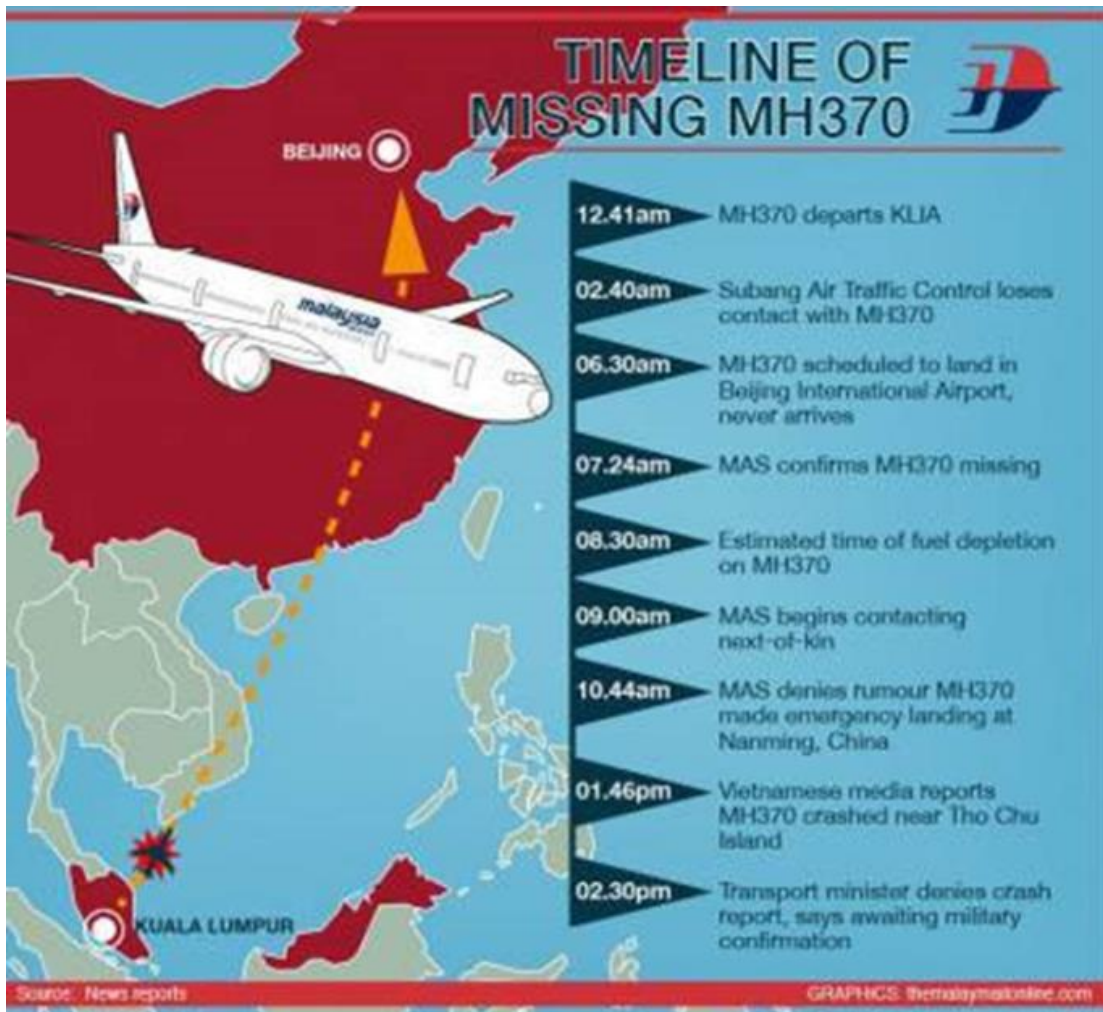 TIMELINE OF
MISSING MH370
BEIJING
malaysia
KUALA LUMPUR
12.41am MH370 departs KLIA
02.40am Subang Air Traffic Control loses
contact with MH370
06.30am MH370 scheduled to land in
Beijing International Airport,
never arrives
07.24am MAS confirms MH370 missing
08.30am Estimated time of fuel depletion
on MH370
09.00am MAS begins contacting
next-of-kin
10.44am MAS denies rumour MH370
made emergency landing at
Nanming, China
01.46pm Vietnamese media reports
MH370 crashed near Tho Chu
Island
02.30pm Transport minister denies crash
report, says awaiting military
confirmation
Source: News reports
GRAPHICS: themalaymailonline.com